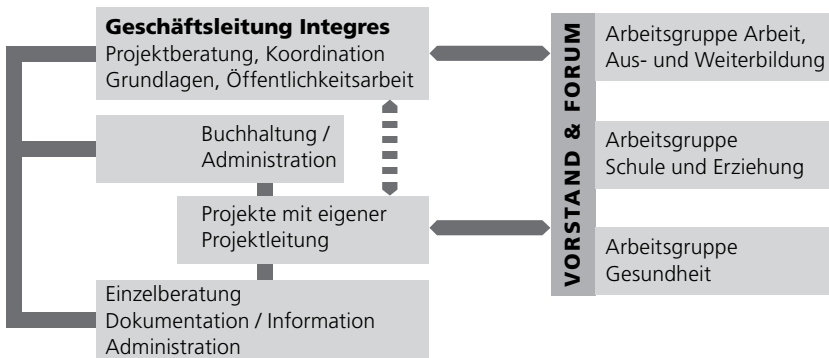 Geschäftsleitung Integres
Projektberatung, Koordination
Grundlagen, Öffentlichkeitsarbeit
Buchhaltung /
Administration
Projekte mit eigener
Projektleitung
Einzelberatung
Dokumentation / Information
Administration
VORSTAND & FORUM
Arbeitsgruppe Arbeit,
Aus- und Weiterbildung
Arbeitsgruppe
Schule und Erziehung
Arbeitsgruppe
Gesundheit